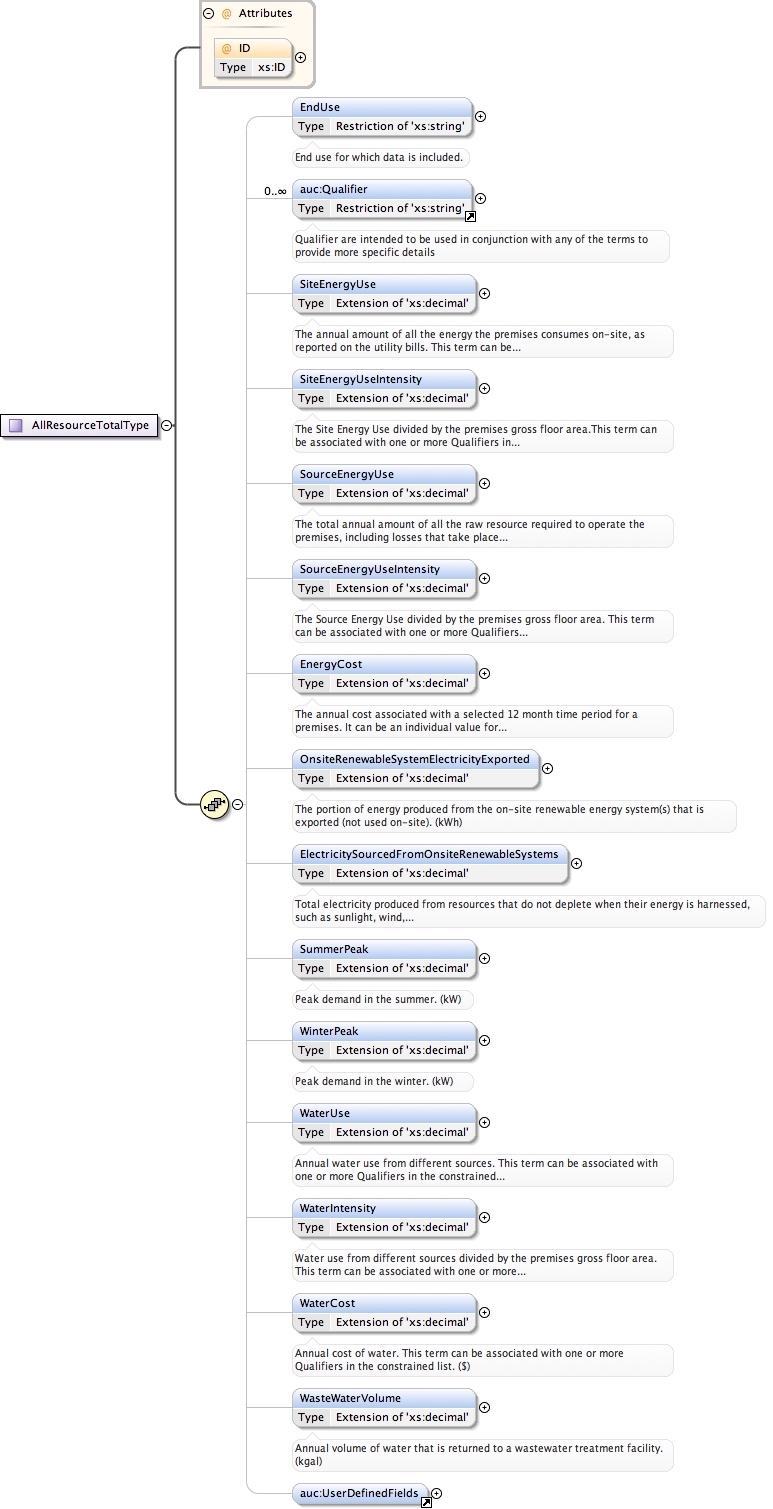 Attributes
@ ID
Type xs:ID
EndUse
Type Restriction of 'xs:string'
End use for which data is included.
0..∞
auc:Qualifier
Type Restriction of 'xs:string'
Qualifier are intended to be used in conjunction with any of the terms to
provide more specific details
SiteEnergyUse
Type Extension of 'xs:decimal'
The annual amount of all the energy the premises consumes on-site, as
reported on the utility bills. This term can be...
SiteEnergyUseIntensity
Type Extension of 'xs:decimal'
The Site Energy Use divided by the premises gross floor area.This term can
be associated with one or more Qualifiers in...
AllResourceTotalType
SourceEnergyUse
Type Extension of 'xs:decimal'
The total annual amount of all the raw resource required to operate the
premises, including losses that take place...
SourceEnergyUseIntensity
Type Extension of 'xs:decimal'
The Source Energy Use divided by the premises gross floor area. This term
can be associated with one or more Qualifiers...
EnergyCost
Type Extension of 'xs:decimal'
The annual cost associated with a selected 12 month time period for a
premises. It can be an individual value for...
OnsiteRenewableSystemElectricityExported
Type Extension of 'xs:decimal'
The portion of energy produced from the on-site renewable energy system(s) that is
exported (not used on-site). (kWh)
ElectricitySourcedFromOnsiteRenewableSystems
Type Extension of 'xs:decimal'
Total electricity produced from resources that do not deplete when their energy is harnessed,
such as sunlight, wind,...
SummerPeak
Type Extension of 'xs:decimal'
Peak demand in the summer. (kW)
WinterPeak
Type Extension of 'xs:decimal'
Peak demand in the winter. (kW)
WaterUse
Type Extension of 'xs:decimal'
Annual water use from different sources. This term can be associated with
one or more Qualifiers in the constrained...
WaterIntensity
Type Extension of 'xs:decimal'
Water use from different sources divided by the premises gross floor area.
This term can be associated with one or more...
WaterCost
Type Extension of 'xs:decimal'
Annual cost of water. This term can be associated with one or more
Qualifiers in the constrained list. ($)
WasteWaterVolume
Type Extension of 'xs:decimal'
Annual volume of water that is returned to a wastewater treatment facility.
(kgal)
auc:UserDefinedFields